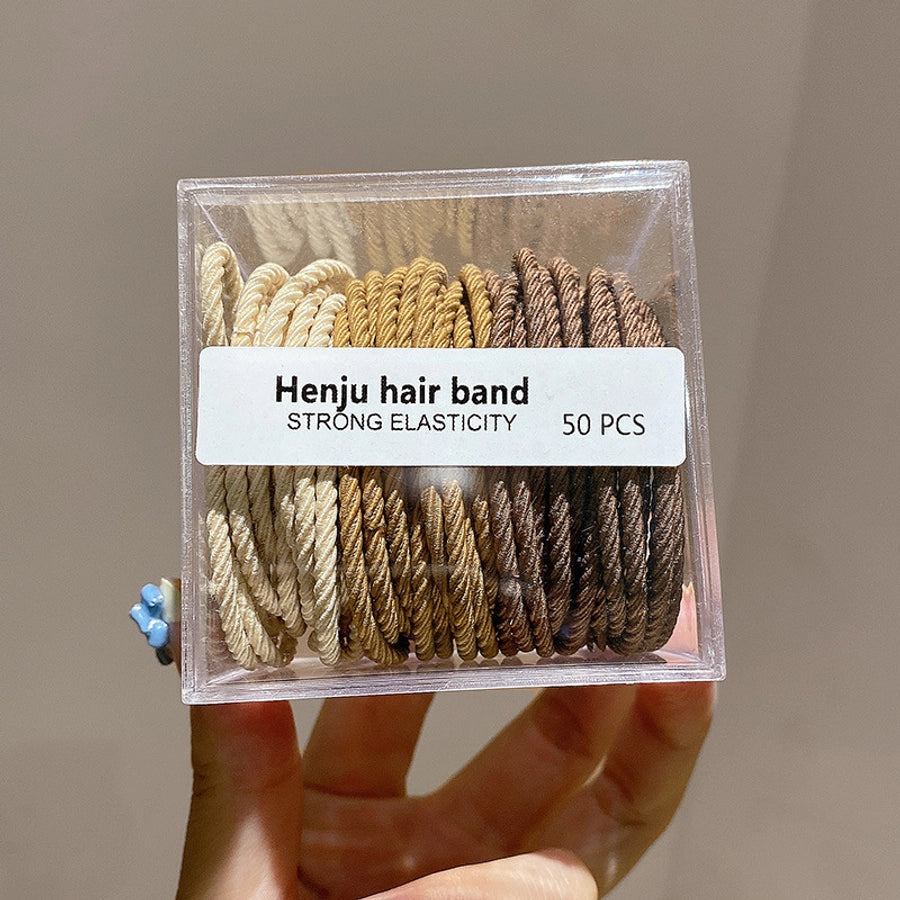 Henju hair band
STRONG ELASTICITY
50 PCS